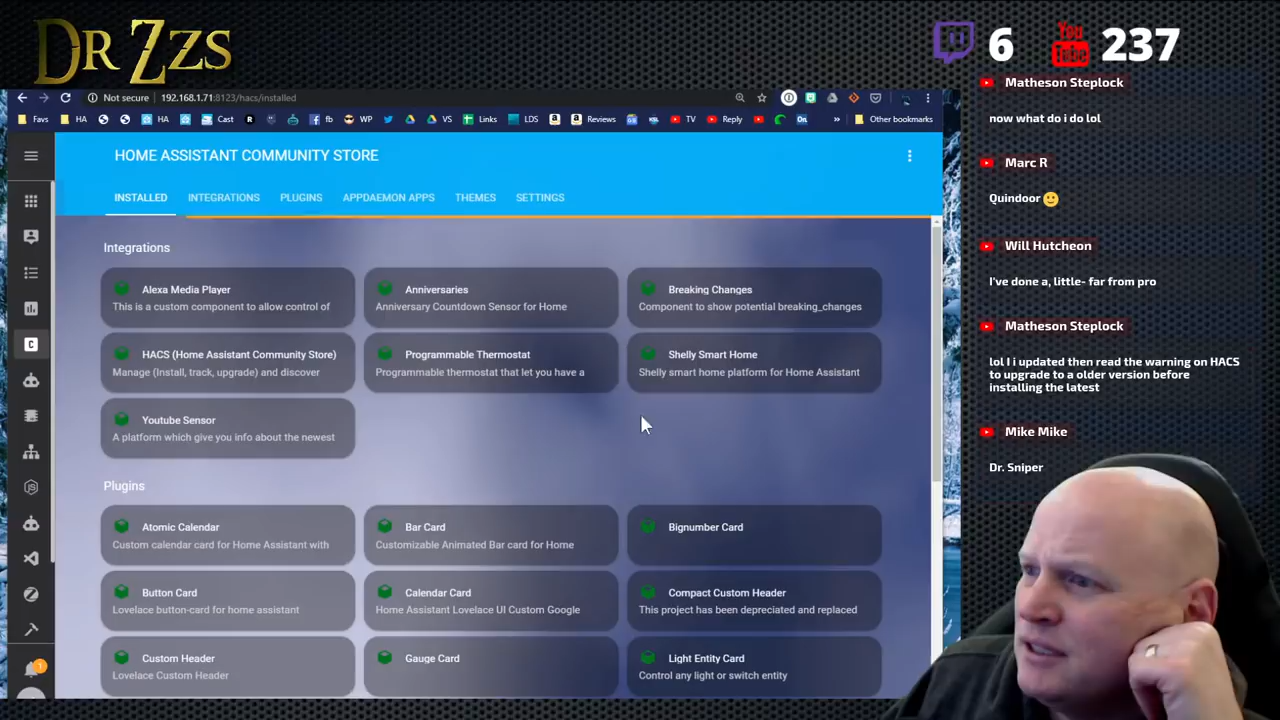 DR ZZS
6
You Tube 237
Not secure 192.168.1.71:8123/hacs/installed
Favs HA HA Cast fb WP VS Links LDS Reviews TV Reply » Other bookmarks
HOME ASSISTANT COMMUNITY STORE
INSTALLED INTEGRATIONS PLUGINS APPDAEMON APPS THEMES SETTINGS
Integrations
Alexa Media Player
This is a custom component to allow control of
Anniversaries
Anniversary Countdown Sensor for Home
Breaking Changes
Component to show potential breaking_changes
HACS (Home Assistant Community Store)
Manage (Install, track, upgrade) and discover
Programmable Thermostat
Programmable thermostat that let you have a
Shelly Smart Home
Shelly smart home platform for Home Assistant
Youtube Sensor
A platform which give you info about the newest
Plugins
Atomic Calendar
Custom calendar card for Home Assistant with
Bar Card
Customizable Animated Bar card for Home
Bignumber Card
Button Card
Lovelace button-card for home assistant
Calendar Card
Home Assistant Lovelace UI Custom Google
Compact Custom Header
This project has been depreciated and replaced
Custom Header
Lovelace Custom Header
Gauge Card
Light Entity Card
Control any light or switch entity
C
1
Matheson Steplock
now what do i do lol
Marc R
Quindoor 🙂
Will Hutcheon
I've done a, little- far from pro
Matheson Steplock
lol I i updated then read the warning on HACS
to upgrade to a older version before
installing the latest
Mike Mike
Dr. Sniper